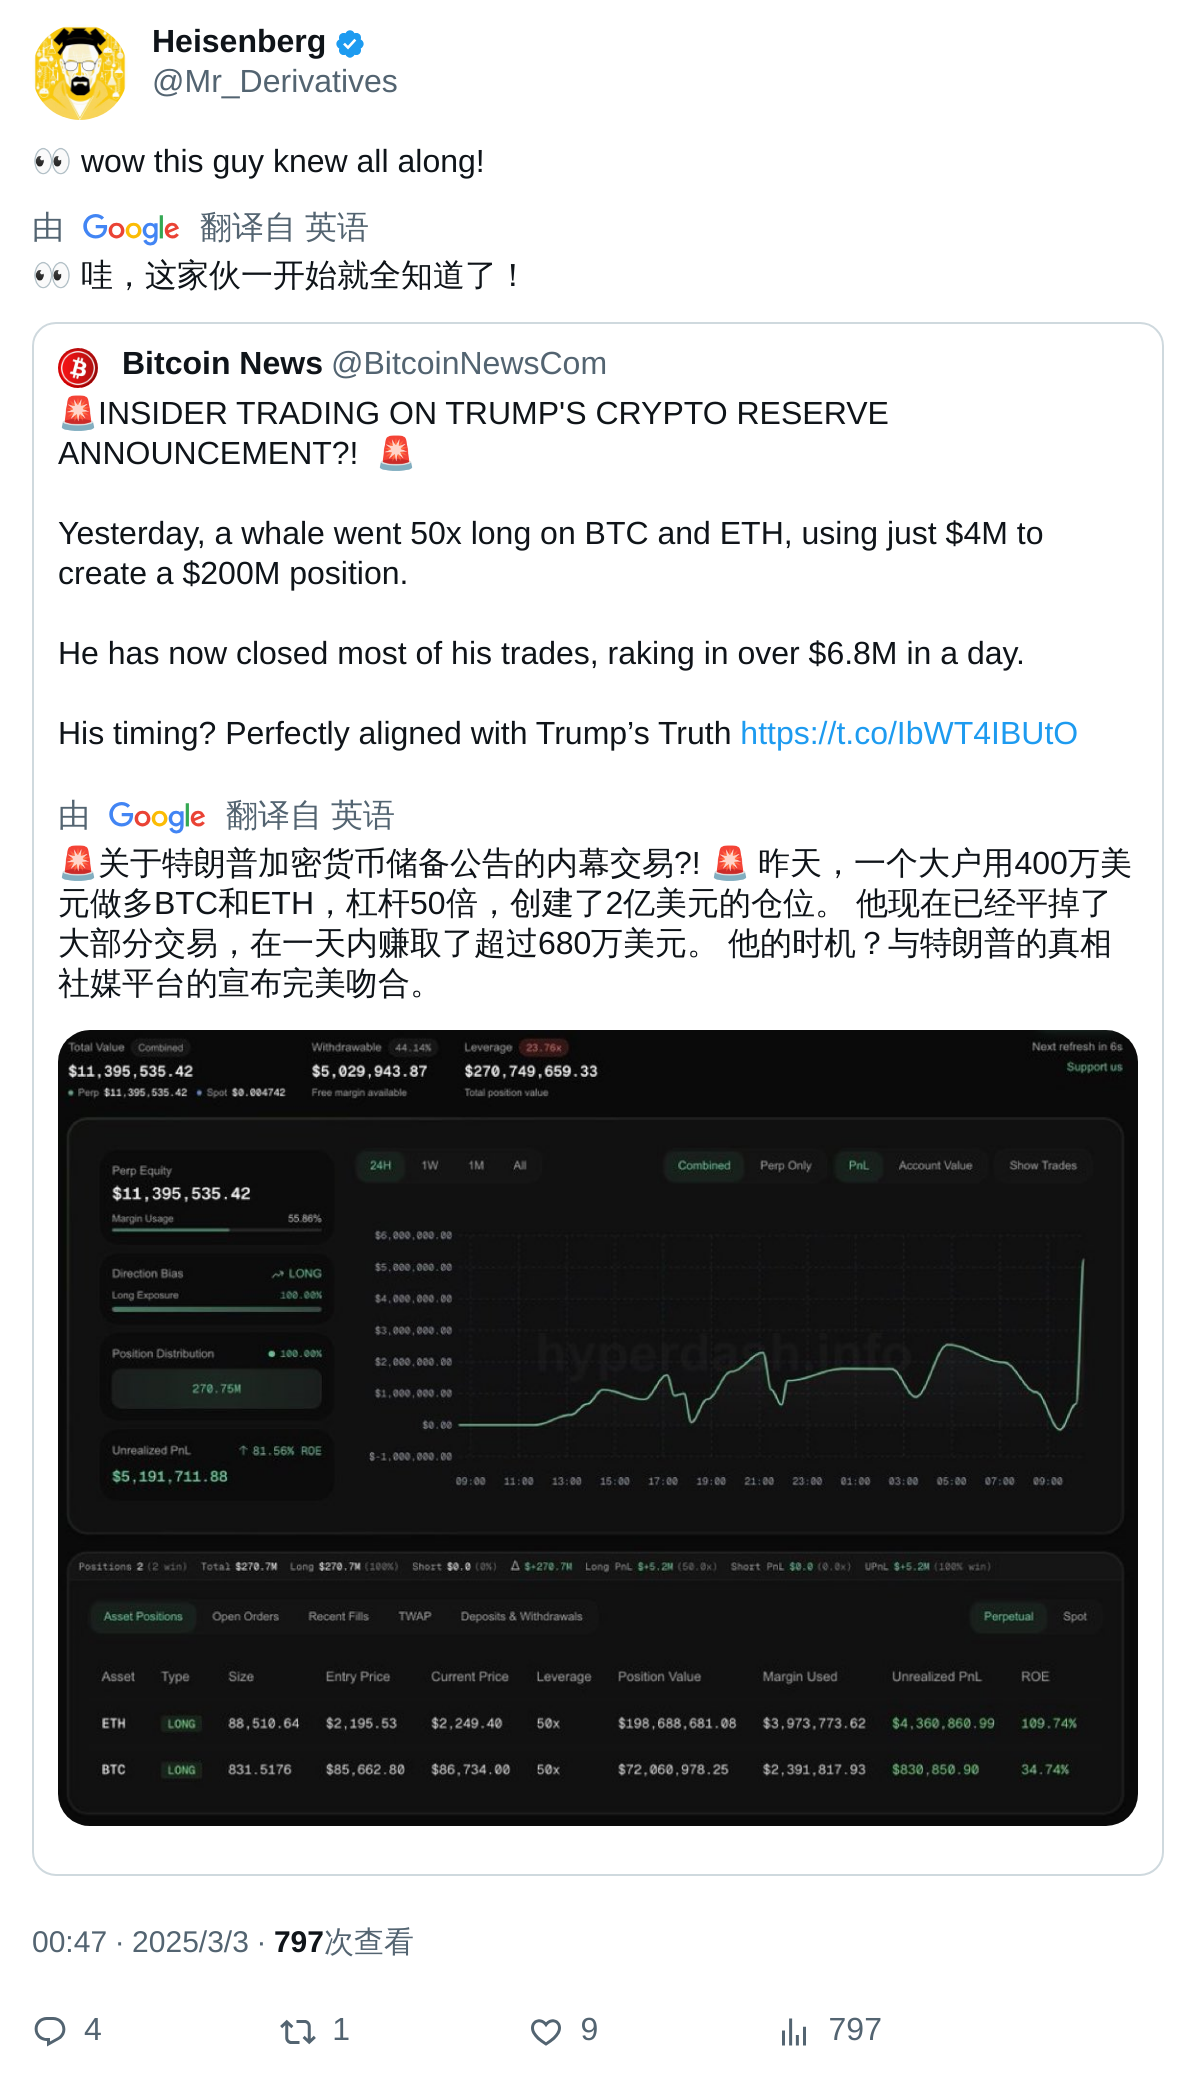 Heisenberg
@Mr_Derivatives
👀 wow this guy knew all along!
由 Google 翻译自 英语
👀 哇，这家伙一开始就全知道了！
Bitcoin News @BitcoinNewsCom
🚨INSIDER TRADING ON TRUMP'S CRYPTO RESERVE
ANNOUNCEMENT?! 🚨
Yesterday, a whale went 50x long on BTC and ETH, using just $4M to
create a $200M position.
He has now closed most of his trades, raking in over $6.8M in a day.
His timing? Perfectly aligned with Trump’s Truth https://t.co/IbWT4IBUtO
由 Google 翻译自 英语
🚨关于特朗普加密货币储备公告的内幕交易?! 🚨 昨天，一个大户用400万美
元做多BTC和ETH，杠杆50倍，创建了2亿美元的仓位。 他现在已经平掉了
大部分交易，在一天内赚取了超过680万美元。 他的时机？与特朗普的真相
社媒平台的宣布完美吻合。
Total Value Combined Withdrawable 44.14% Leverage 23.76x Next refresh in 6s
$11,395,535.42 $5,029,943.87 $270,749,659.33 Support us
Perp $11,395,535.42 Spot $0.004742 Free margin available Total position value
24H 1W 1M All Combined Perp Only PnL Account Value Show Trades
Perp Equity
$11,395,535.42
Margin Usage 55.86%
Direction Bias LONG
Long Exposure 100.00%
Position Distribution 100.00%
270.75M
Unrealized PnL ↑ 81.56% ROE
$5,191,711.88
$6,000,000.00
$5,000,000.00
$4,000,000.00
$3,000,000.00
$2,000,000.00
$1,000,000.00
$0.00
$-1,000,000.00
hyperdash.info
09:00 11:00 13:00 15:00 17:00 19:00 21:00 23:00 01:00 03:00 05:00 07:00 09:00
Positions 2 (2 win) Total $270.7M Long $270.7M (100%) Short $0.0 (0%) Δ $+270.7M Long PnL $+5.2M (50.0x) Short PnL $0.0 (0.0x) UPnL $+5.2M (100% win)
Asset Positions Open Orders Recent Fills TWAP Deposits & Withdrawals Perpetual Spot
Asset Type Size Entry Price Current Price Leverage Position Value Margin Used Unrealized PnL ROE
ETH LONG 88,510.64 $2,195.53 $2,249.40 50x $198,688,681.08 $3,973,773.62 $4,360,860.99 109.74%
BTC LONG 831.5176 $85,662.80 $86,734.00 50x $72,060,978.25 $2,391,817.93 $830,850.90 34.74%
00:47 · 2025/3/3 · 797次查看
4 1 9 797